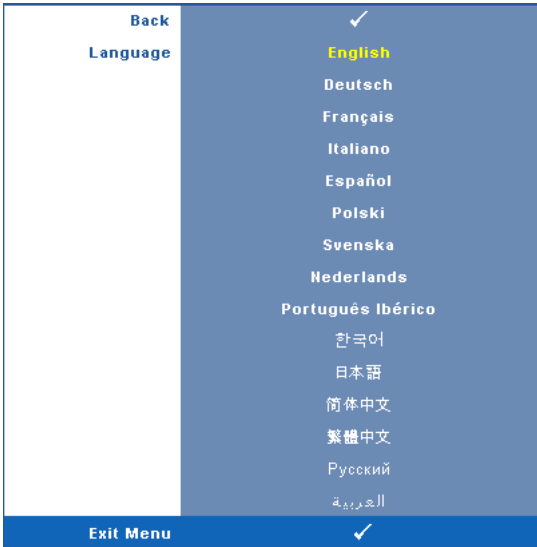 Back ✓
Language English
Deutsch
Français
Italiano
Español
Polski
Svenska
Nederlands
Português Ibérico
한국어
日本語
简体中文
繁體中文
Русский
العربية
Exit Menu ✓